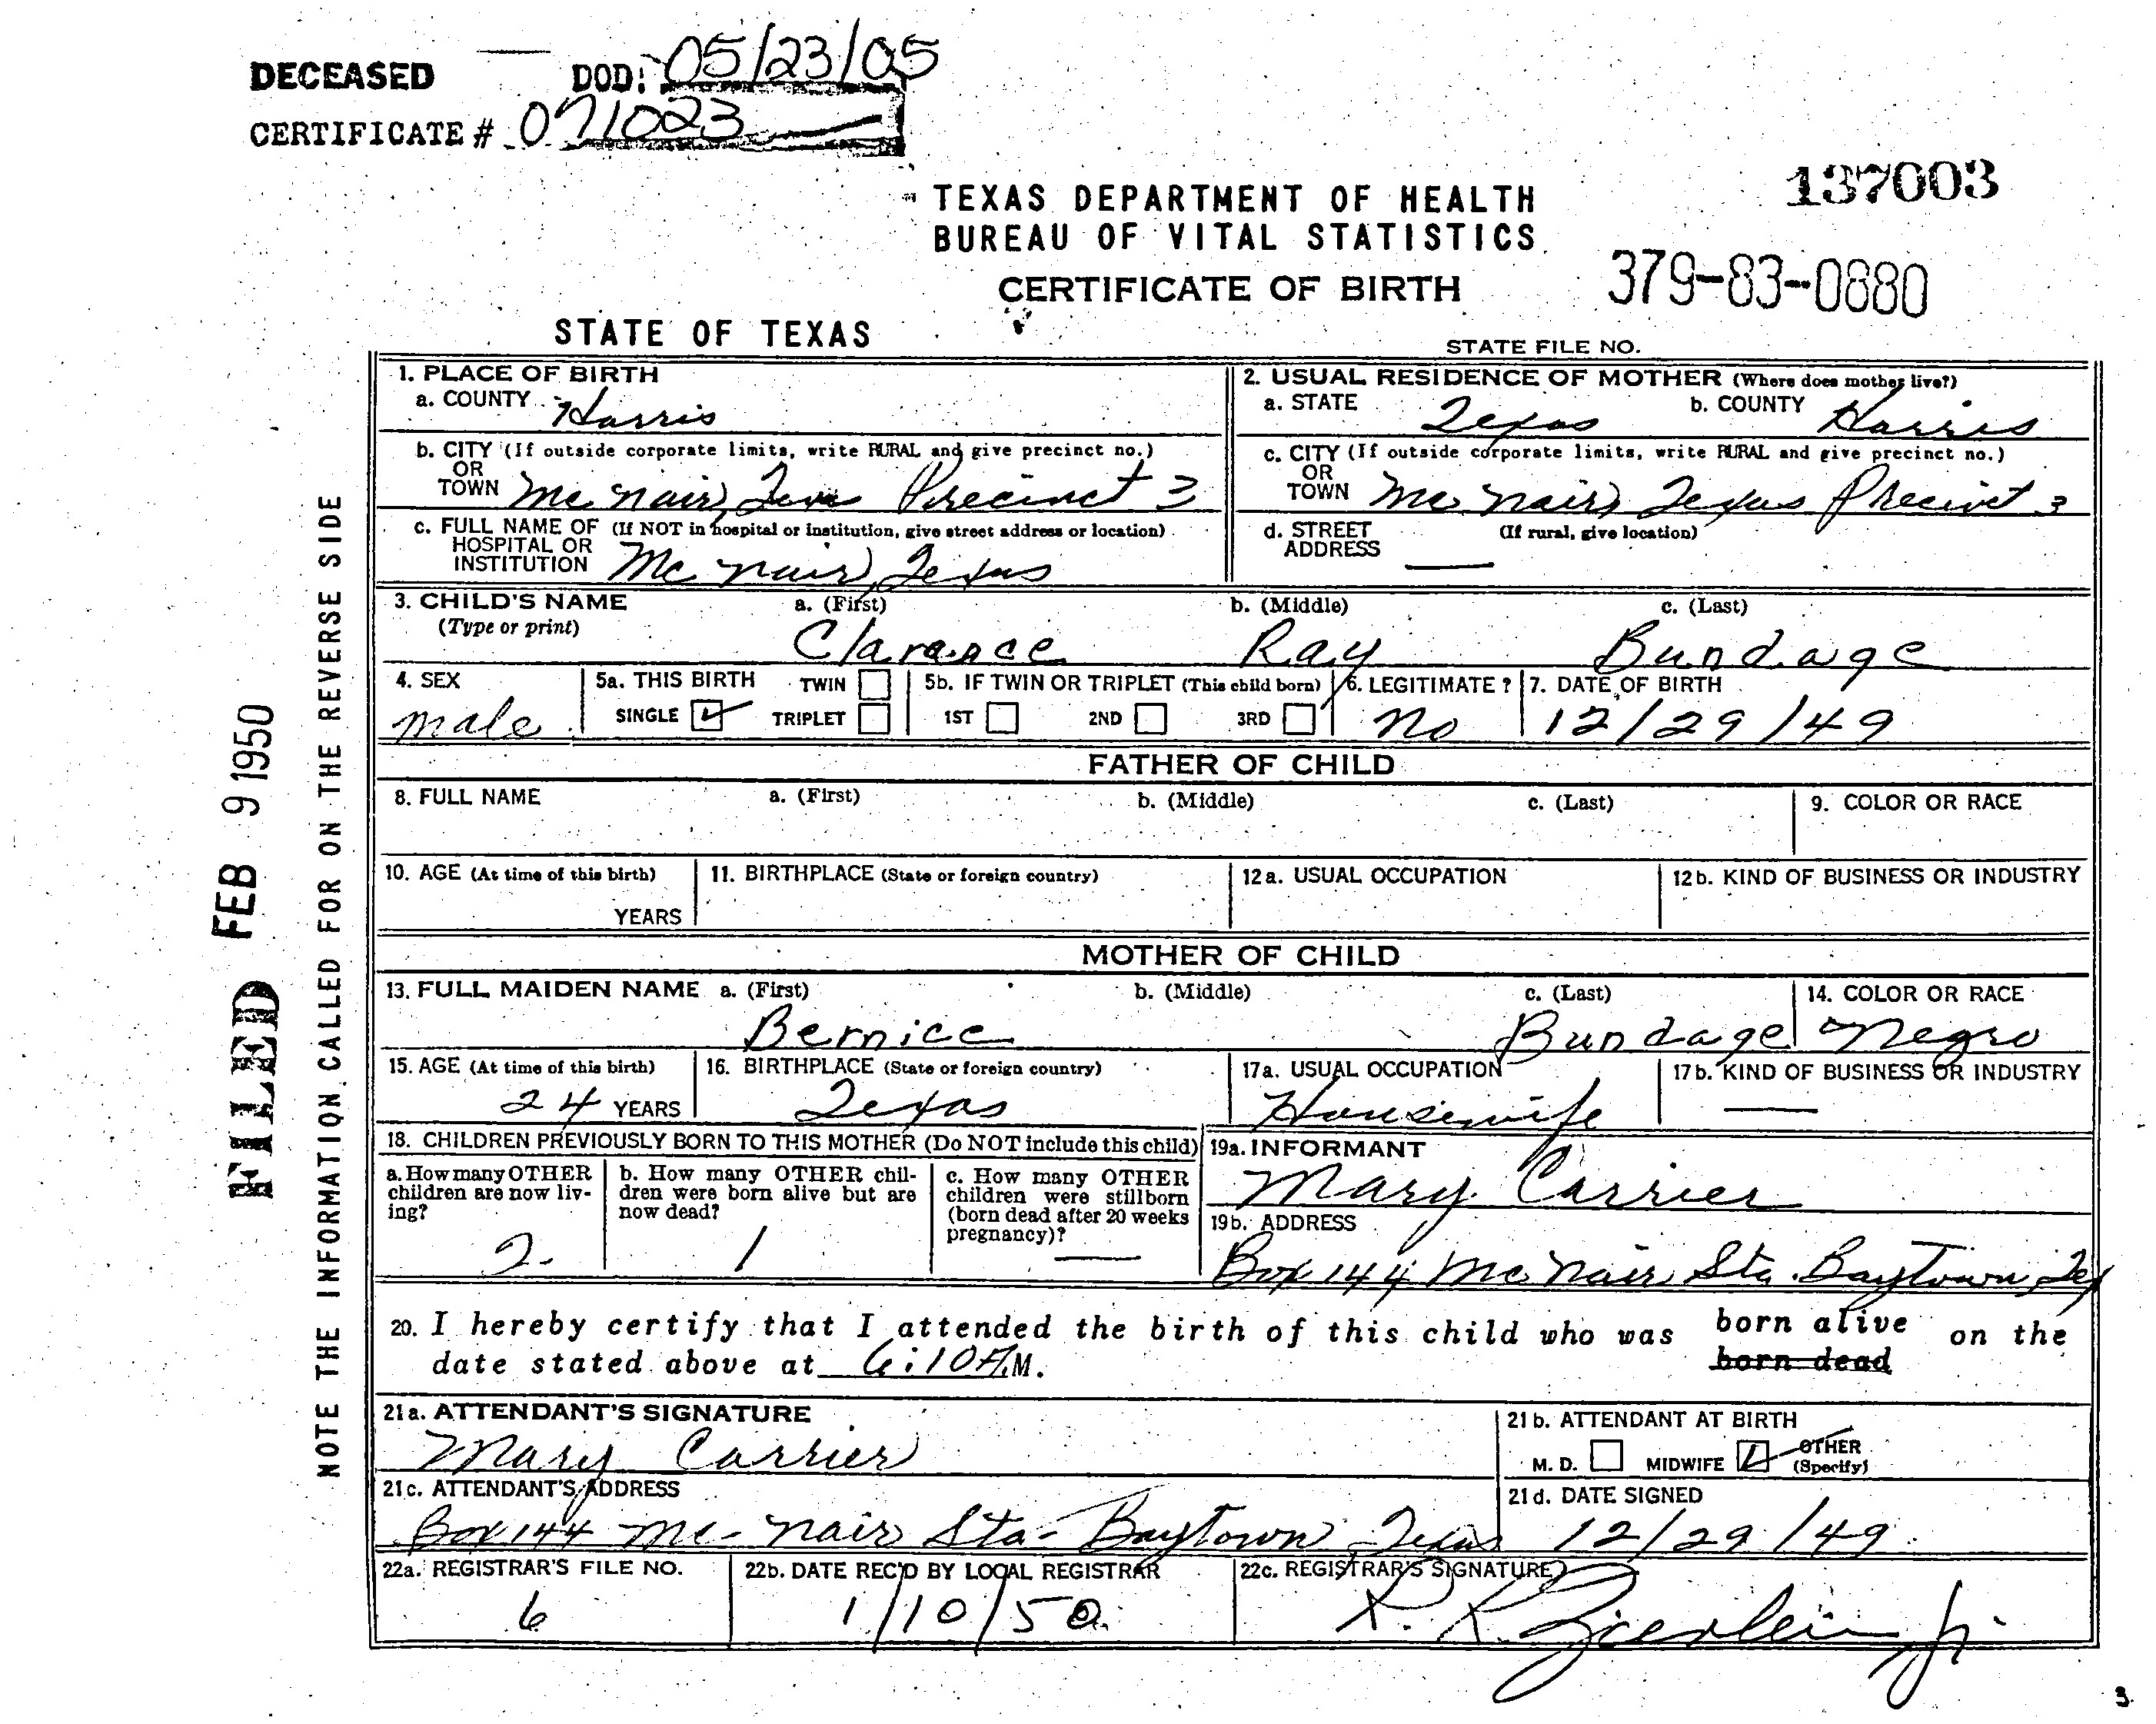 DECEASED DOD: 05/23/05
CERTIFICATE # 071023
137003
TEXAS DEPARTMENT OF HEALTH
BUREAU OF VITAL STATISTICS
CERTIFICATE OF BIRTH
379-83-0880
STATE OF TEXAS
STATE FILE NO.
1. PLACE OF BIRTH
a. COUNTY Harris
b. CITY (If outside corporate limits, write RURAL and give precinct no.)
OR
TOWN Mc Nair, Texas Precinct 3
c. FULL NAME OF (If NOT in hospital or institution, give street address or location)
HOSPITAL OR
INSTITUTION Mc Nair, Texas
2. USUAL RESIDENCE OF MOTHER (Where does mother live?)
a. STATE Texas b. COUNTY Harris
c. CITY (If outside corporate limits, write RURAL and give precinct no.)
OR
TOWN Mc Nair, Texas Precinct 3
d. STREET (If rural, give location)
ADDRESS —
3. CHILD'S NAME a. (First) b. (Middle) c. (Last)
(Type or print) Clarance Ray Bundage
4. SEX male
5a. THIS BIRTH TWIN
SINGLE TRIPLET
5b. IF TWIN OR TRIPLET (This child born)
1ST 2ND 3RD
6. LEGITIMATE? No
7. DATE OF BIRTH 12/29/49
FATHER OF CHILD
8. FULL NAME a. (First) b. (Middle) c. (Last) 9. COLOR OR RACE
10. AGE (At time of this birth) YEARS
11. BIRTHPLACE (State or foreign country)
12a. USUAL OCCUPATION
12b. KIND OF BUSINESS OR INDUSTRY
MOTHER OF CHILD
13. FULL MAIDEN NAME a. (First) b. (Middle) c. (Last) 14. COLOR OR RACE
Bernice Bundage Negro
15. AGE (At time of this birth) 24 YEARS
16. BIRTHPLACE (State or foreign country) Texas
17a. USUAL OCCUPATION Housewife
17b. KIND OF BUSINESS OR INDUSTRY —
18. CHILDREN PREVIOUSLY BORN TO THIS MOTHER (Do NOT include this child)
a. How many OTHER
children are now liv-
ing?
2
b. How many OTHER chil-
dren were born alive but are
now dead?
1
c. How many OTHER
children were stillborn
(born dead after 20 weeks
pregnancy)?
—
19a. INFORMANT
Mary Carrier
19b. ADDRESS
Box 144 Mc Nair Sta. Baytown, Tex
20. I hereby certify that I attended the birth of this child who was born alive on the
born dead
date stated above at 6:10 A.M.
21a. ATTENDANT'S SIGNATURE
Mary Carrier
21b. ATTENDANT AT BIRTH
M. D. MIDWIFE OTHER
(Specify)
21c. ATTENDANT'S ADDRESS
Box 144 Mc-Nair Sta- Baytown Texas
21d. DATE SIGNED
12/29/49
22a. REGISTRAR'S FILE NO.
6
22b. DATE REC'D BY LOCAL REGISTRAR
1/10/50
22c. REGISTRAR'S SIGNATURE
NOTE THE INFORMATION CALLED FOR ON THE REVERSE SIDE
FILED FEB 9 1950
3.